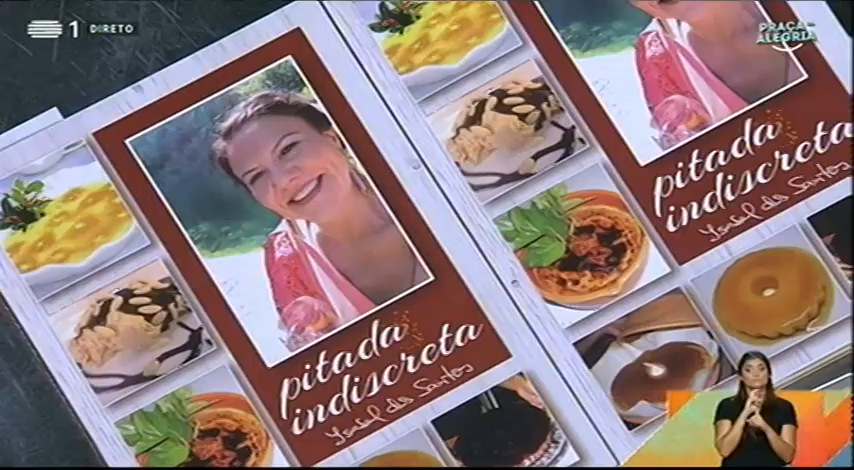 1 DIRETO
PRAÇA
DA
ALEGRIA
pitada
indiscreta
Isabel dos Santos
pitada
indiscreta
Isabel dos Santos